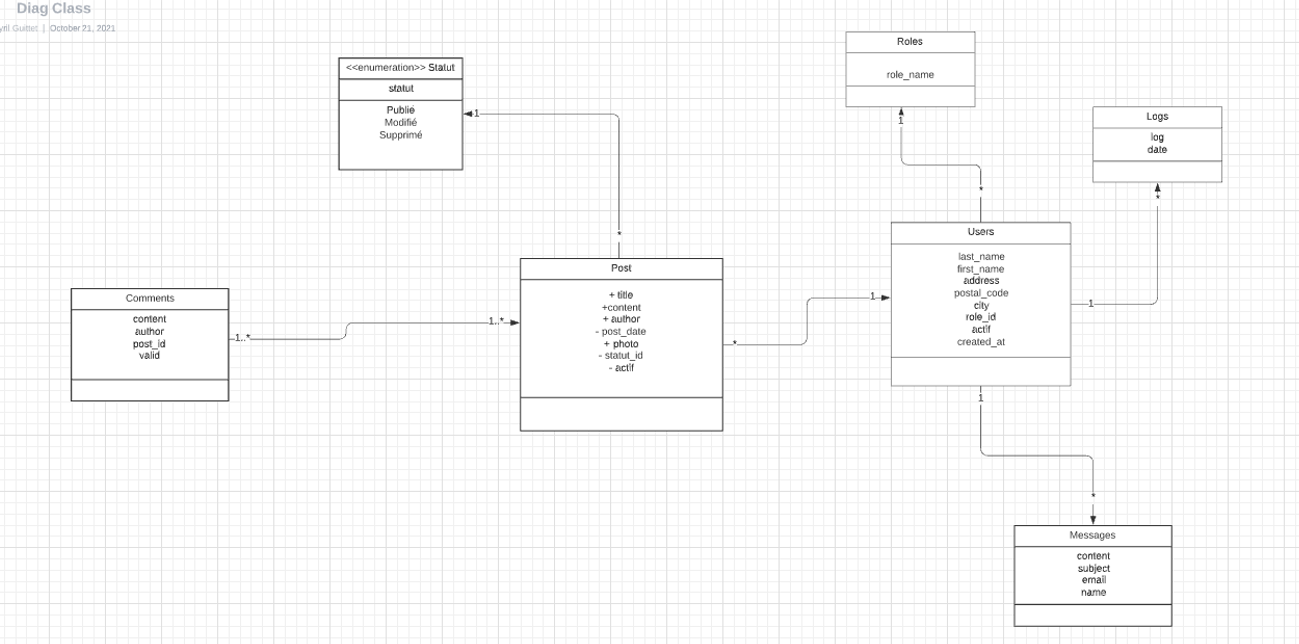 Diag Class
yril Guittet | October 21, 2021
<<enumeration>> Statut
statut
Publié
Modifié
Supprimé
1
*
Roles
role_name
1
*
Logs
log
date
*
1
Users
last_name
first_name
address
postal_code
city
role_id
actif
created_at
1
*
Post
+ title
+content
+ author
- post_date
+ photo
- statut_id
- actif
*
1
Comments
content
author
post_id
valid
1..*
1..*
Messages
content
subject
email
name